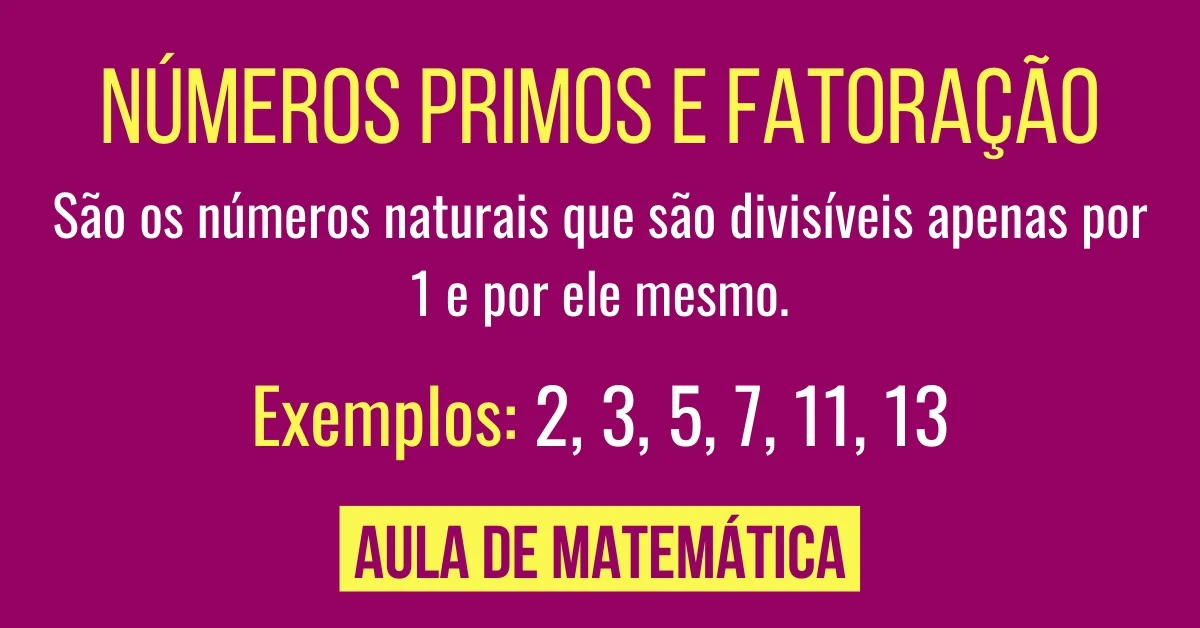 NÚMEROS PRIMOS E FATORAÇÃO
São os números naturais que são divisíveis apenas por
1 e por ele mesmo.
Exemplos: 2, 3, 5, 7, 11, 13
AULA DE MATEMÁTICA